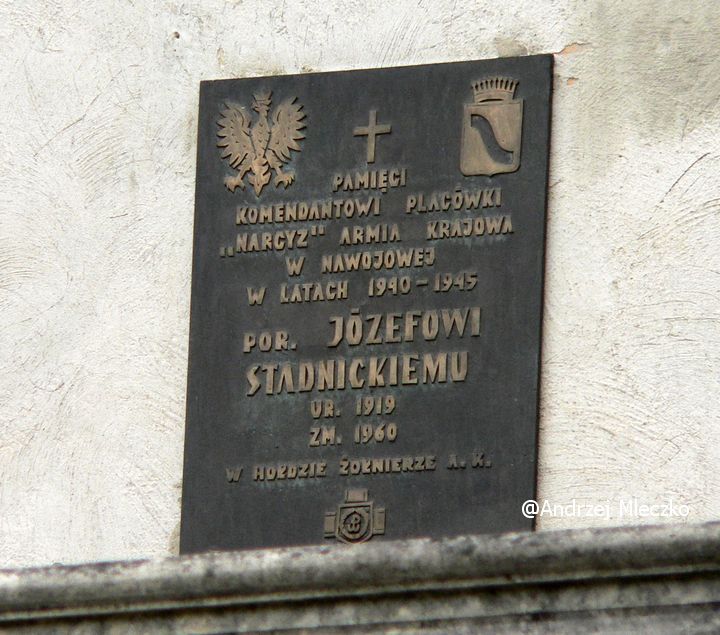 PAMIĘCI
KOMENDANTOWI PLACÓWKI
„NARCYZ" ARMIA KRAJOWA
W NAWOJOWEJ
W LATACH 1940-1945
POR. JÓZEFOWI
STADNICKIEMU
UR. 1919
ZM. 1960
W HOŁDZIE ŻOŁNIERZE A. K.
@Andrzej Mleczko